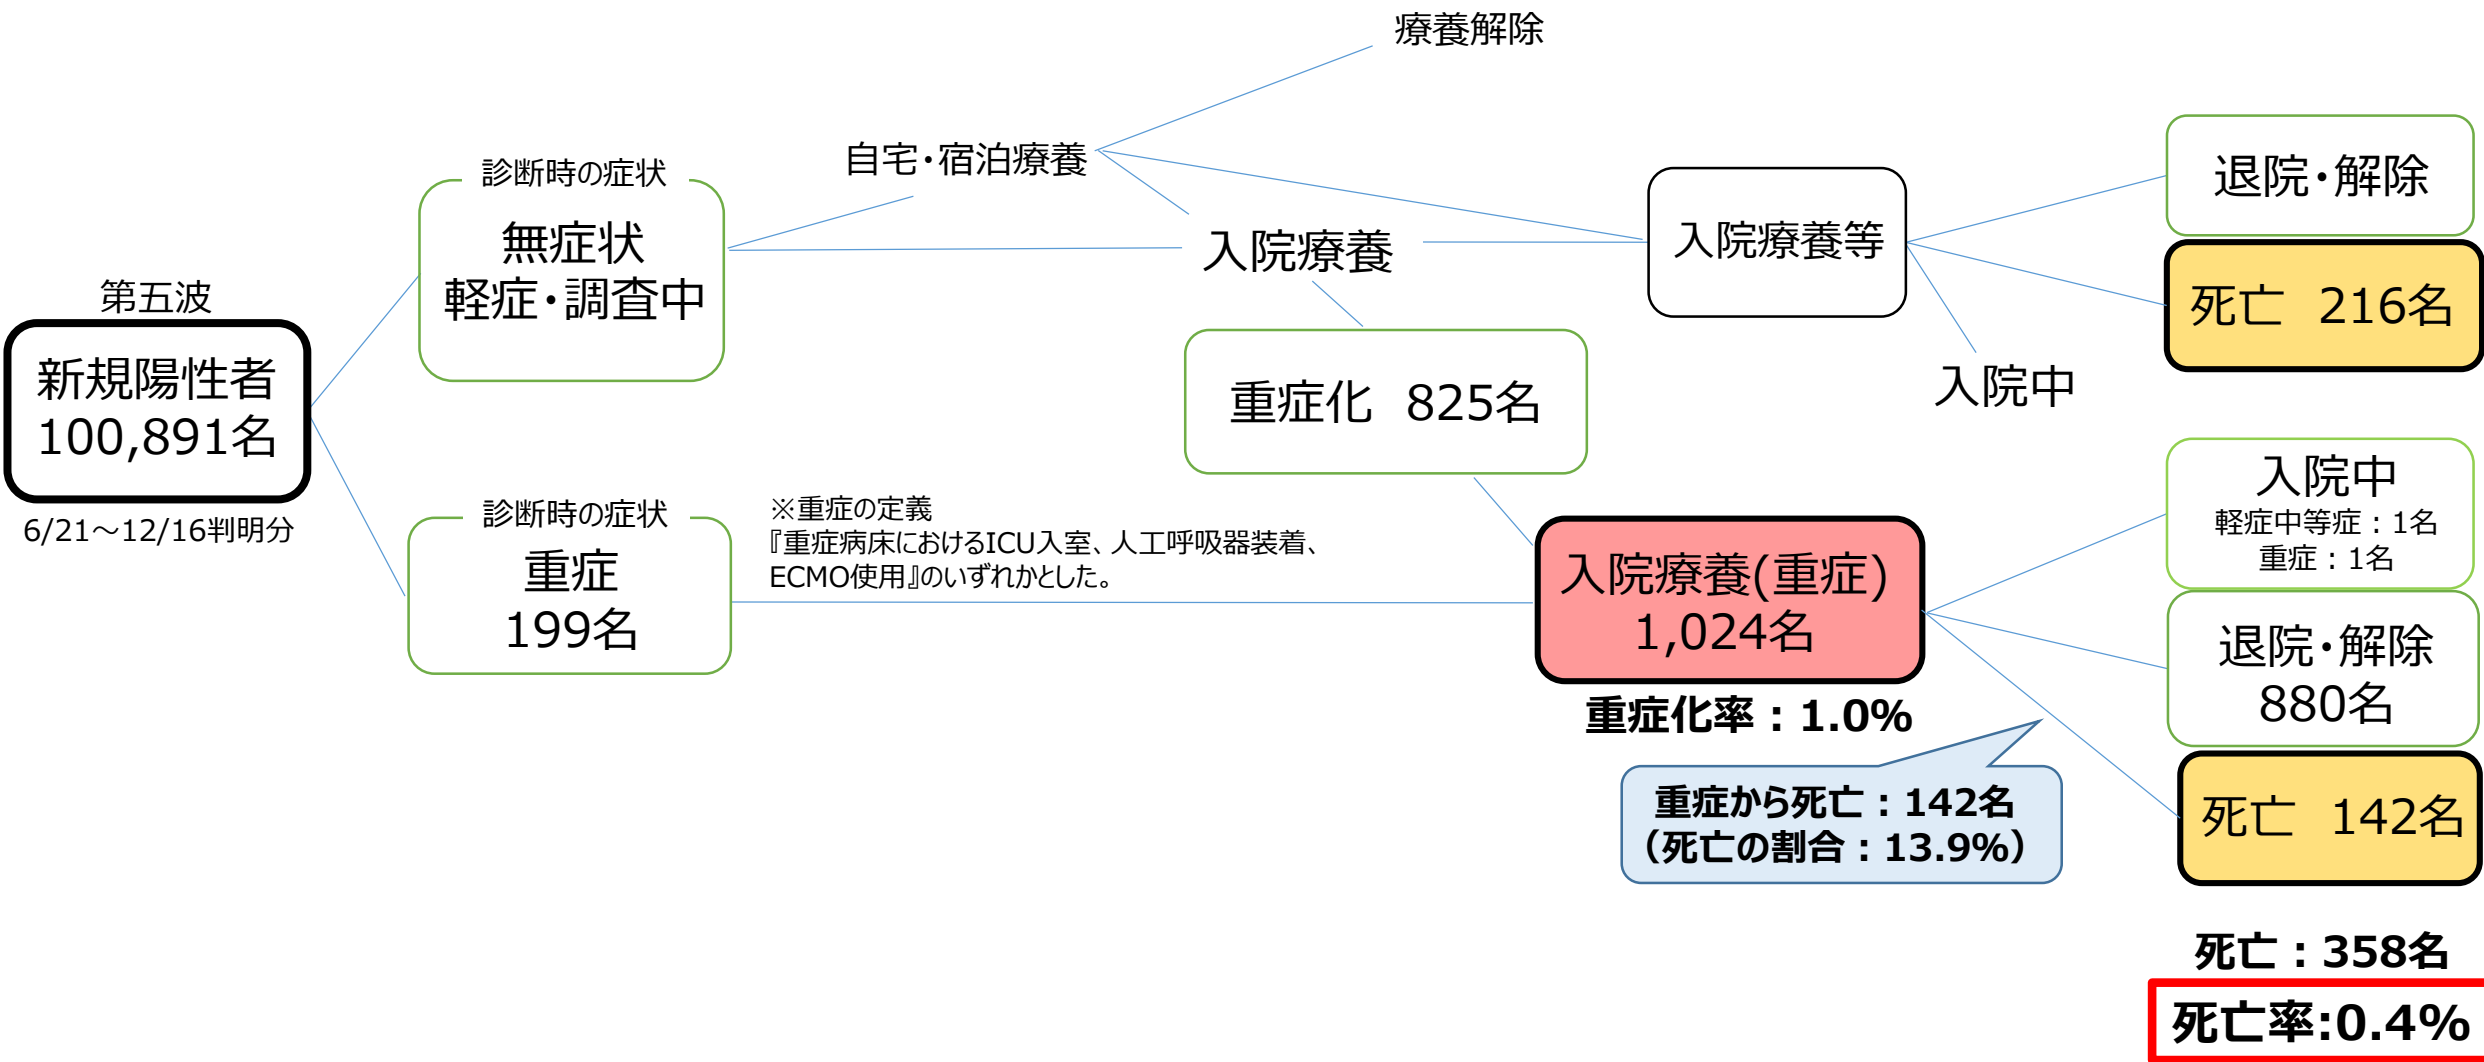 第五波
新規陽性者
100,891名
6/21～12/16判明分
診断時の症状
無症状
軽症・調査中
診断時の症状
重症
199名
自宅・宿泊療養
療養解除
入院療養
重症化 825名
※重症の定義
『重症病床におけるICU入室、人工呼吸器装着、
ECMO使用』のいずれかとした。
入院療養等
退院・解除
死亡 216名
入院中
入院療養(重症)
1,024名
重症化率：1.0%
重症から死亡：142名
（死亡の割合：13.9%）
入院中
軽症中等症：1名
重症：1名
退院・解除
880名
死亡 142名
死亡：358名
死亡率:0.4%